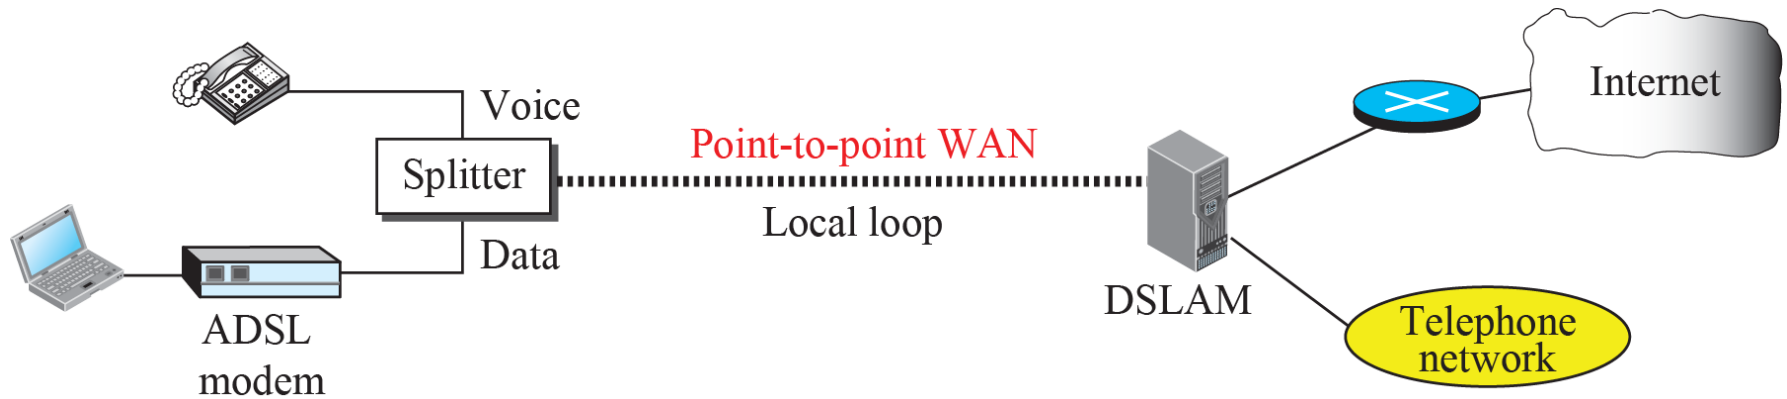 Voice
Splitter
Data
ADSL
modem
Point-to-point WAN
Local loop
DSLAM
Internet
Telephone
network